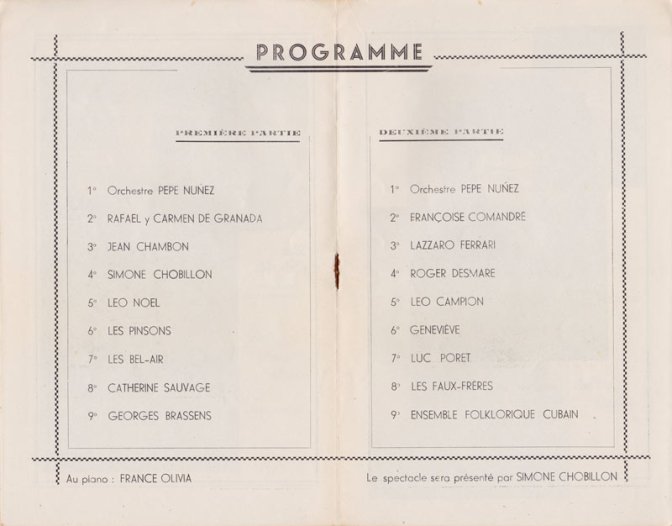 PROGRAMME
PREMIÈRE PARTIE
1° Orchestre PEPE NUNEZ
2° RAFAEL y CARMEN DE GRANADA
3° JEAN CHAMBON
4° SIMONE CHOBILLON
5° LEO NOEL
6° LES PINSONS
7° LES BEL-AIR
8° CATHERINE SAUVAGE
9° GEORGES BRASSENS
Au piano : FRANCE OLIVIA
DEUXIÈME PARTIE
1° Orchestre PEPE NUÑEZ
2° FRANÇOISE COMANDRÉ
3° LAZZARO FERRARI
4° ROGER DESMARE
5° LEO CAMPION
6° GENEVIÈVE
7° LUC PORET
8° LES FAUX-FRÈRES
9° ENSEMBLE FOLKLORIQUE CUBAIN
Le spectacle sera présenté par SIMONE CHOBILLON